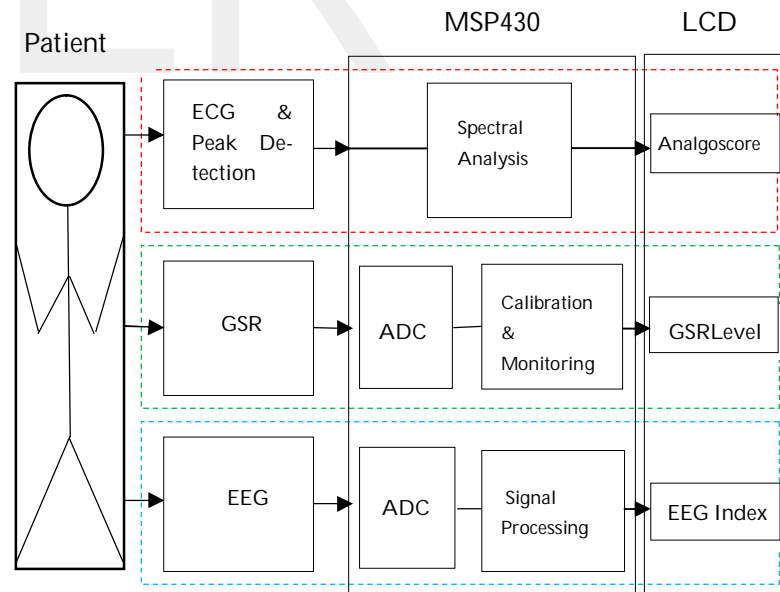 MSP430
LCD
Patient
ECG &
Peak De-
tection
Spectral
Analysis
Analgoscore
GSR
ADC
Calibration
&
Monitoring
GSRLevel
EEG
ADC
Signal
Processing
EEG Index